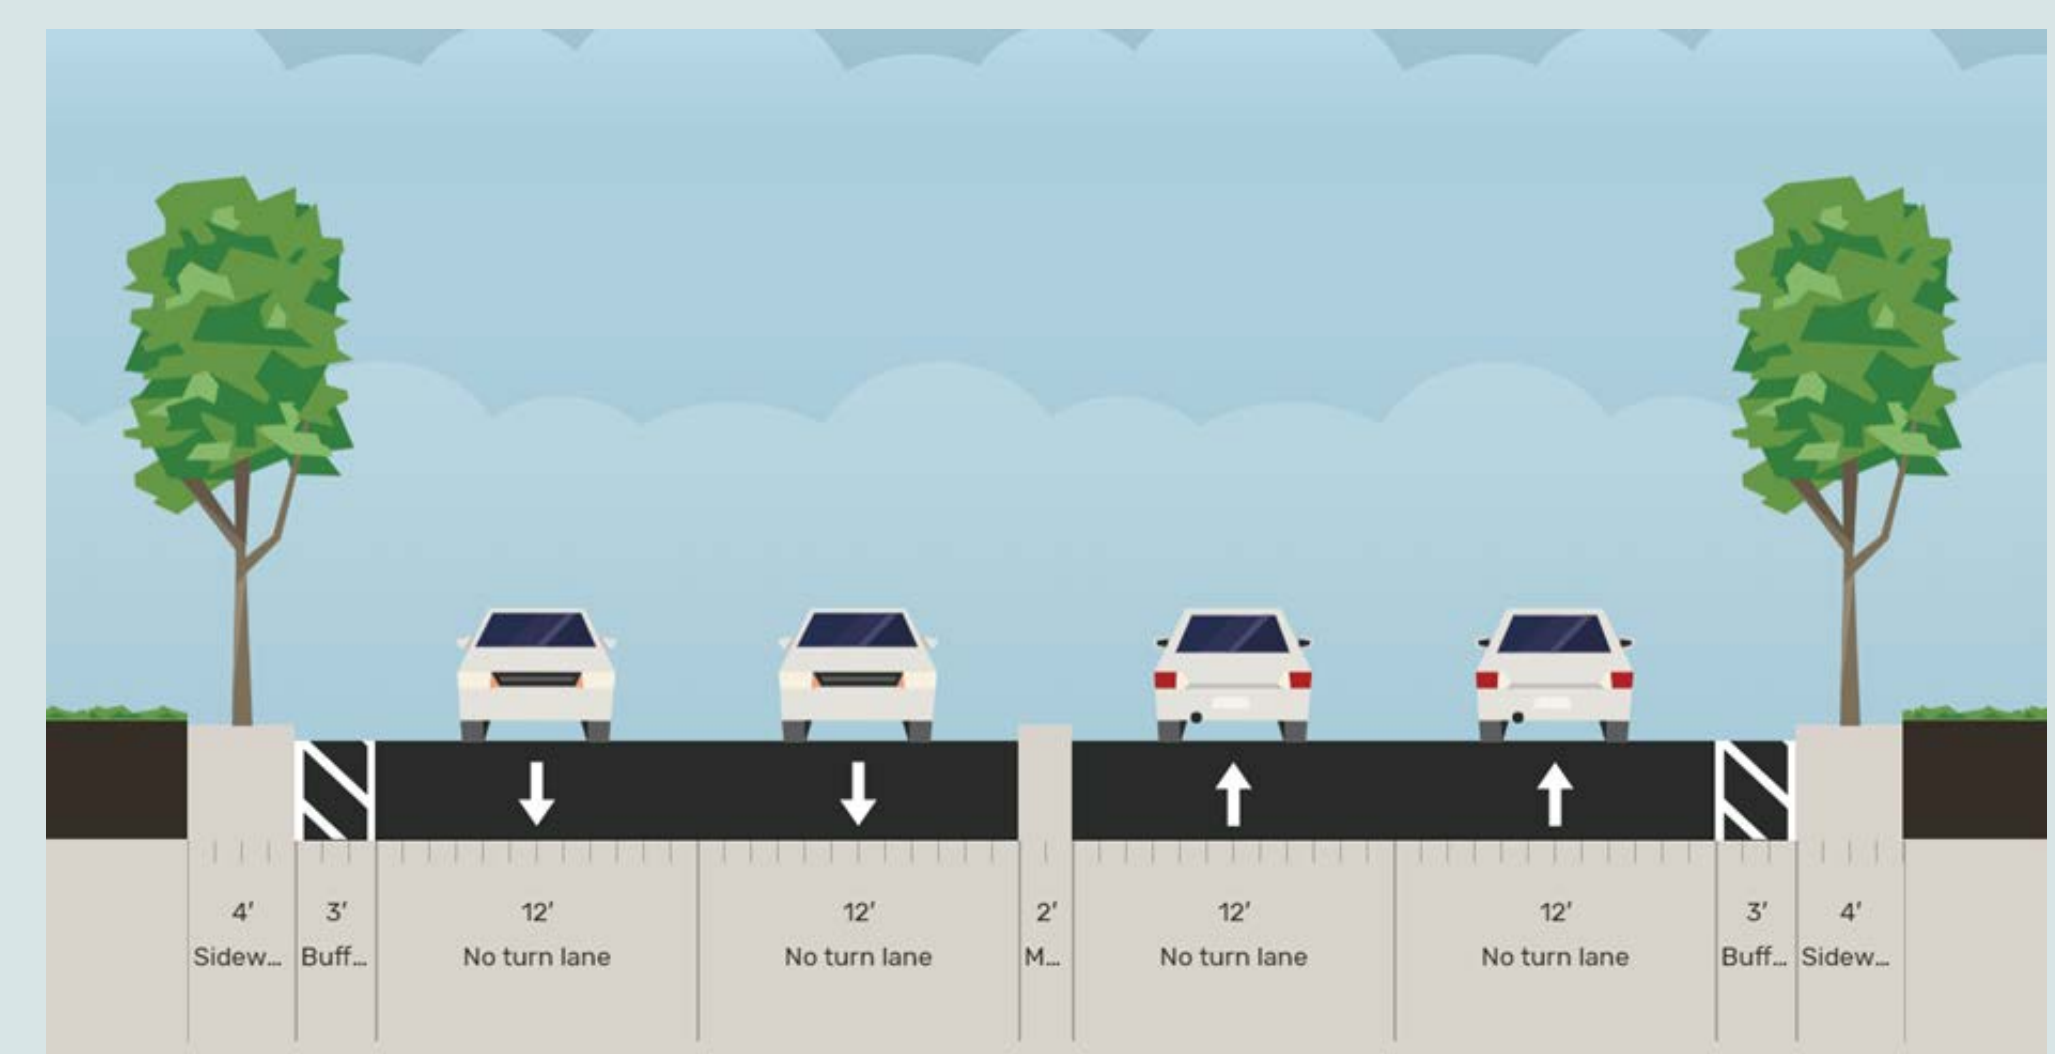 4′ 3′ 12′ 12′ 2′ 12′ 12′ 3′ 4′
Sidew... Buff... No turn lane No turn lane M... No turn lane No turn lane Buff... Sidew...